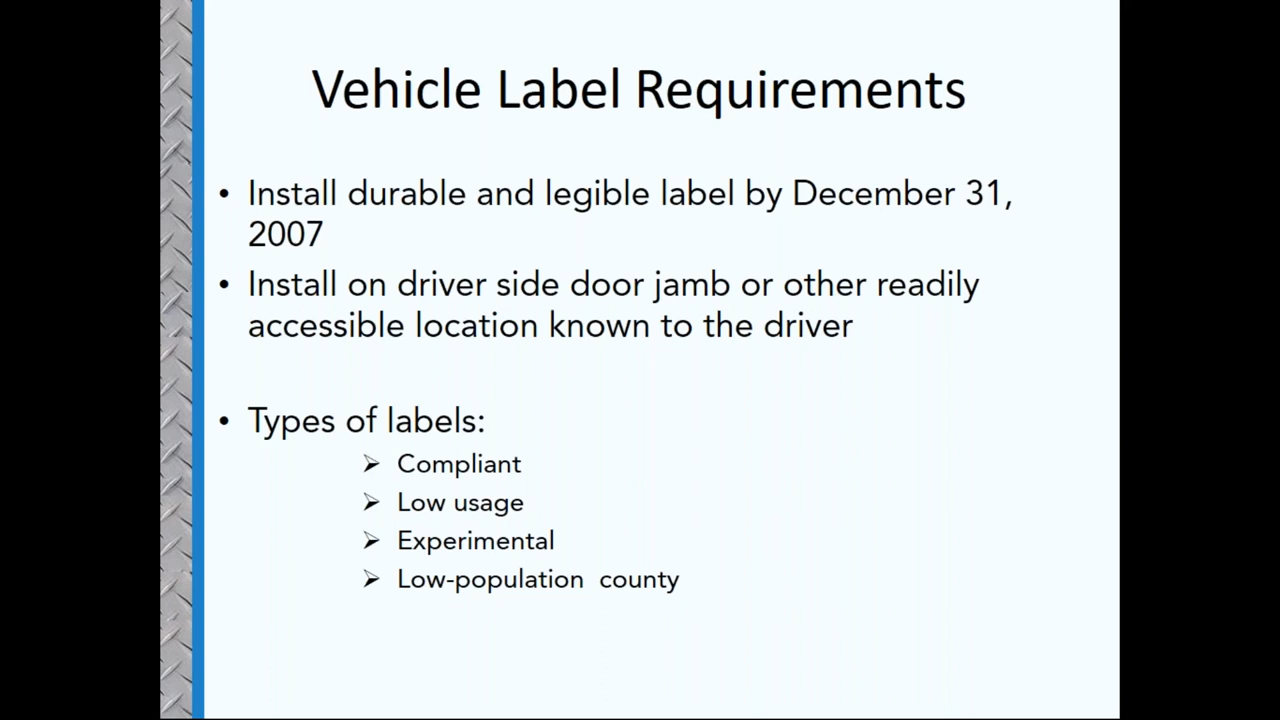 Vehicle Label Requirements
• Install durable and legible label by December 31,
2007
• Install on driver side door jamb or other readily
accessible location known to the driver
• Types of labels:
➢ Compliant
➢ Low usage
➢ Experimental
➢ Low-population  county